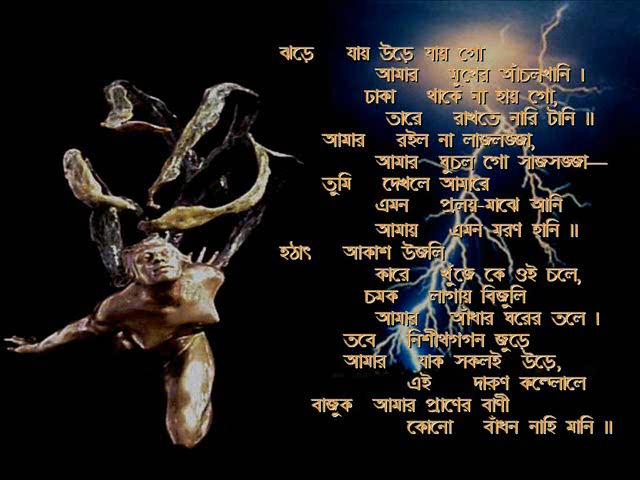 ঝড়ে যায় উড়ে যায় গো
আমার মুখের আঁচলখানি ।
ঢাকা থাকে না হায় গো,
তারে রাখতে নারি টানি ॥
আমার রইল না লাজলজ্জা,
আমার ঘুচল গো সাজসজ্জা—
তুমি দেখলে আমারে
এমন প্রলয়-মাঝে আনি
আমায় এমন মরণ হানি ॥
হঠাৎ আকাশ উজলি
কারে খুঁজে কে ওই চলে,
চমক লাগায় বিজুলি
আমার আঁধার ঘরের তলে ।
তবে নিশীথগগন জুড়ে
আমার যাক সকলই উড়ে,
এই দারুণ কল্লোলে
বাজুক আমার প্রাণের বাণী
কোনো বাঁধন নাহি মানি ॥